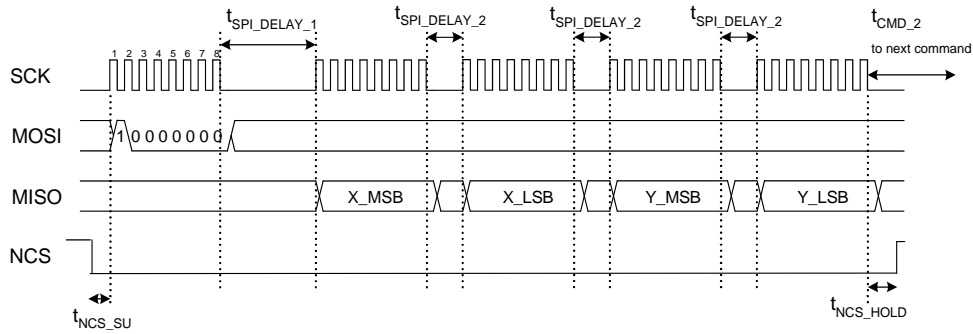 tSPI_DELAY_1 tSPI_DELAY_2 tSPI_DELAY_2 tSPI_DELAY_2 tCMD_2
to next command
1 2 3 4 5 6 7 8
SCK
MOSI 1 0 0 0 0 0 0 0
MISO X_MSB X_LSB Y_MSB Y_LSB
NCS
tNCS_SU tNCS_HOLD